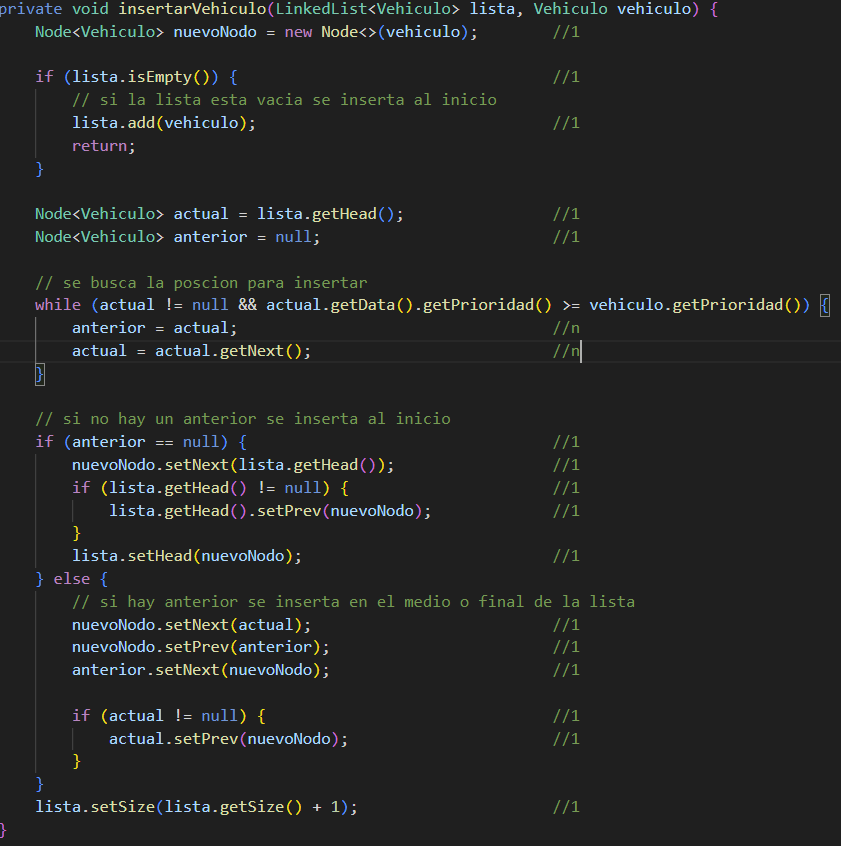 private void insertarVehiculo(LinkedList<Vehiculo> lista, Vehiculo vehiculo) {
    Node<Vehiculo> nuevoNodo = new Node<>(vehiculo);        //1

    if (lista.isEmpty()) {                                  //1
        // si la lista esta vacia se inserta al inicio
        lista.add(vehiculo);                                //1
        return;
    }

    Node<Vehiculo> actual = lista.getHead();                //1
    Node<Vehiculo> anterior = null;                         //1

    // se busca la poscion para insertar
    while (actual != null && actual.getData().getPrioridad() >= vehiculo.getPrioridad()) {
        anterior = actual;                                  //n
        actual = actual.getNext();                          //n
    }

    // si no hay un anterior se inserta al inicio
    if (anterior == null) {                                 //1
        nuevoNodo.setNext(lista.getHead());                 //1
        if (lista.getHead() != null) {                      //1
            lista.getHead().setPrev(nuevoNodo);             //1
        }
        lista.setHead(nuevoNodo);                           //1
    } else {
        // si hay anterior se inserta en el medio o final de la lista
        nuevoNodo.setNext(actual);                          //1
        nuevoNodo.setPrev(anterior);                        //1
        anterior.setNext(nuevoNodo);                        //1

        if (actual != null) {                               //1
            actual.setPrev(nuevoNodo);                      //1
        }
    }
    lista.setSize(lista.getSize() + 1);                     //1
}